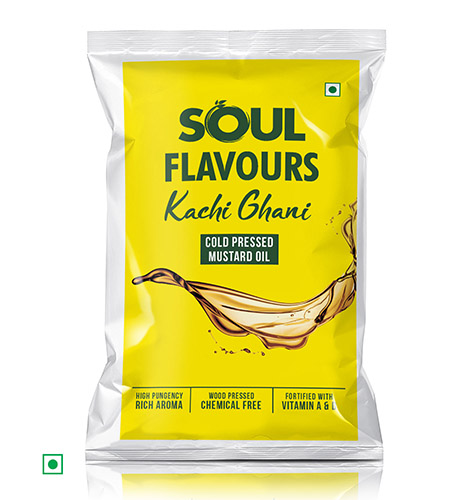 SOUL
FLAVOURS
Kachi Ghani
COLD PRESSED
MUSTARD OIL
HIGH PUNGENCY
RICH AROMA
WOOD PRESSED
CHEMICAL FREE
FORTIFIED WITH
VITAMIN A & D